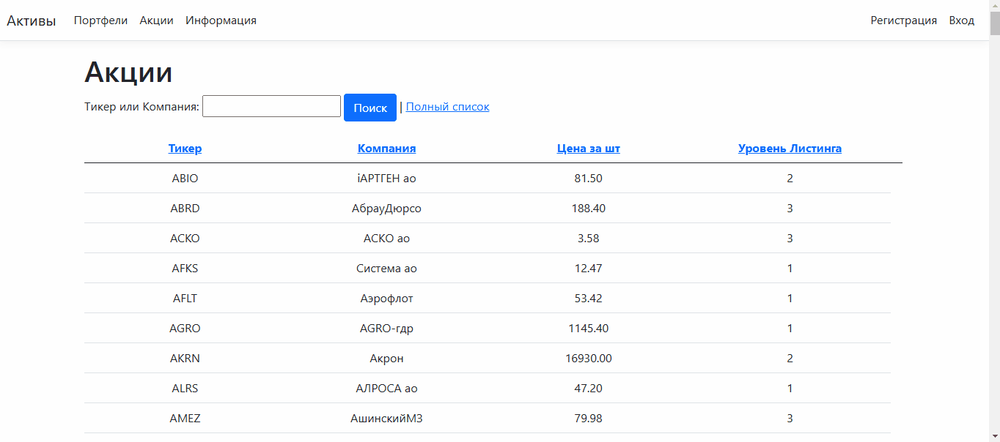 Активы Портфели Акции Информация Регистрация Вход
Акции
Тикер или Компания: Поиск | Полный список
Тикер Компания Цена за шт Уровень Листинга
ABIO iАРТГЕН ао 81.50 2
ABRD АбрауДюрсо 188.40 3
ACKO АСКО ао 3.58 3
AFKS Система ао 12.47 1
AFLT Аэрофлот 53.42 1
AGRO AGRO-гдр 1145.40 1
AKRN Акрон 16930.00 2
ALRS АЛРОСА ао 47.20 1
AMEZ АшинскийМЗ 79.98 3